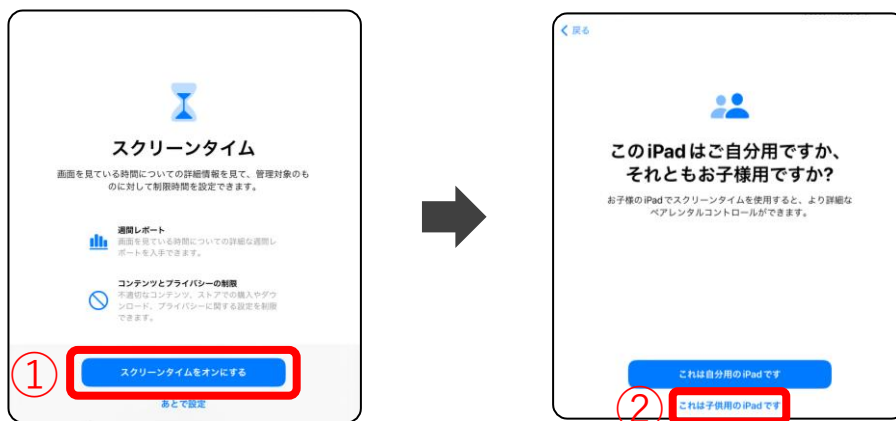 スクリーンタイム
画面を見ている時間についての詳細情報を見て、管理対象のも
のに対して制限時間を設定できます。
週間レポート
画面を見ている時間についての詳細な週間レ
ポートを入手できます。
コンテンツとプライバシーの制限
不適切なコンテンツ、ストアでの購入やダウ
ンロード、プライバシーに関する設定を制限
できます。
① スクリーンタイムをオンにする
あとで設定
戻る
このiPadはご自分用ですか、
それともお子様用ですか?
お子様のiPadでスクリーンタイムを使用すると、より詳細な
ペアレンタルコントロールができます。
これは自分用のiPadです
② これは子供用のiPadです